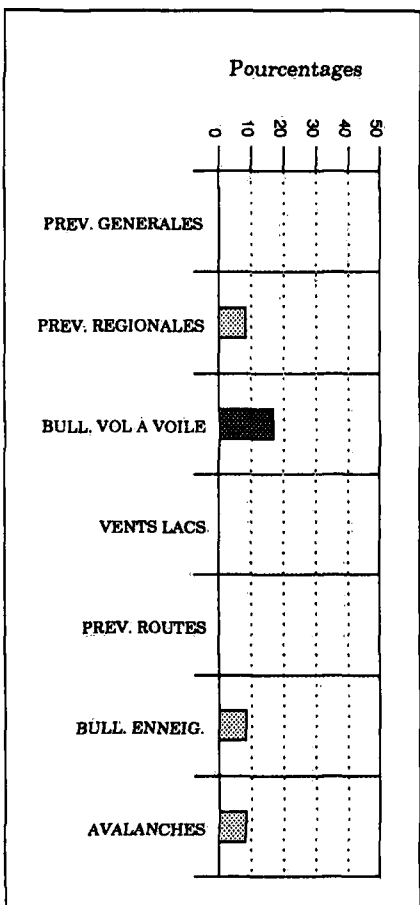 Pourcentages
0 10 20 30 40 50
PREV. GENERALES
PREV. REGIONALES
BULL. VOL À VOILE
VENTS LACS
PREV. ROUTES
BULL. ENNEIG.
AVALANCHES